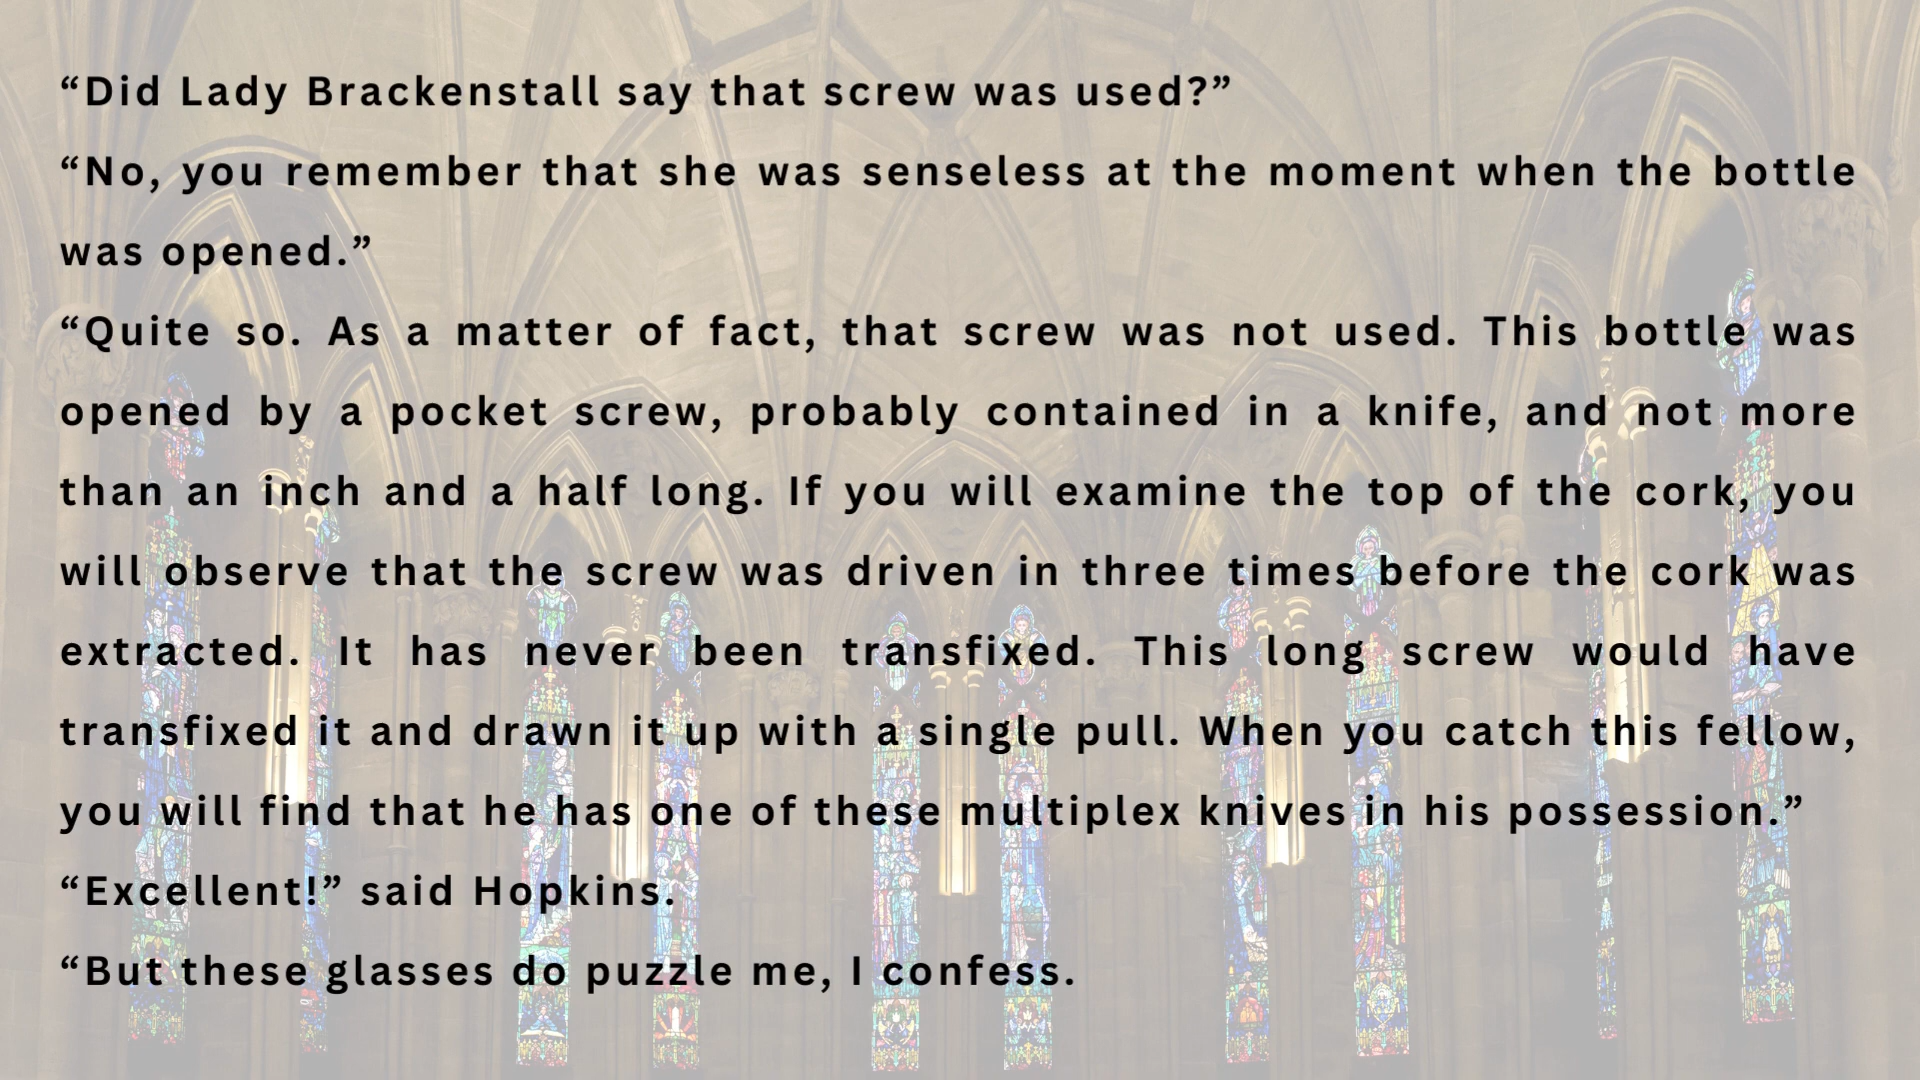 “Did Lady Brackenstall say that screw was used?”
“No, you remember that she was senseless at the moment when the bottle
was opened.”
“Quite so. As a matter of fact, that screw was not used. This bottle was
opened by a pocket screw, probably contained in a knife, and not more
than an inch and a half long. If you will examine the top of the cork, you
will observe that the screw was driven in three times before the cork was
extracted. It has never been transfixed. This long screw would have
transfixed it and drawn it up with a single pull. When you catch this fellow,
you will find that he has one of these multiplex knives in his possession.”
“Excellent!” said Hopkins.
“But these glasses do puzzle me, I confess.